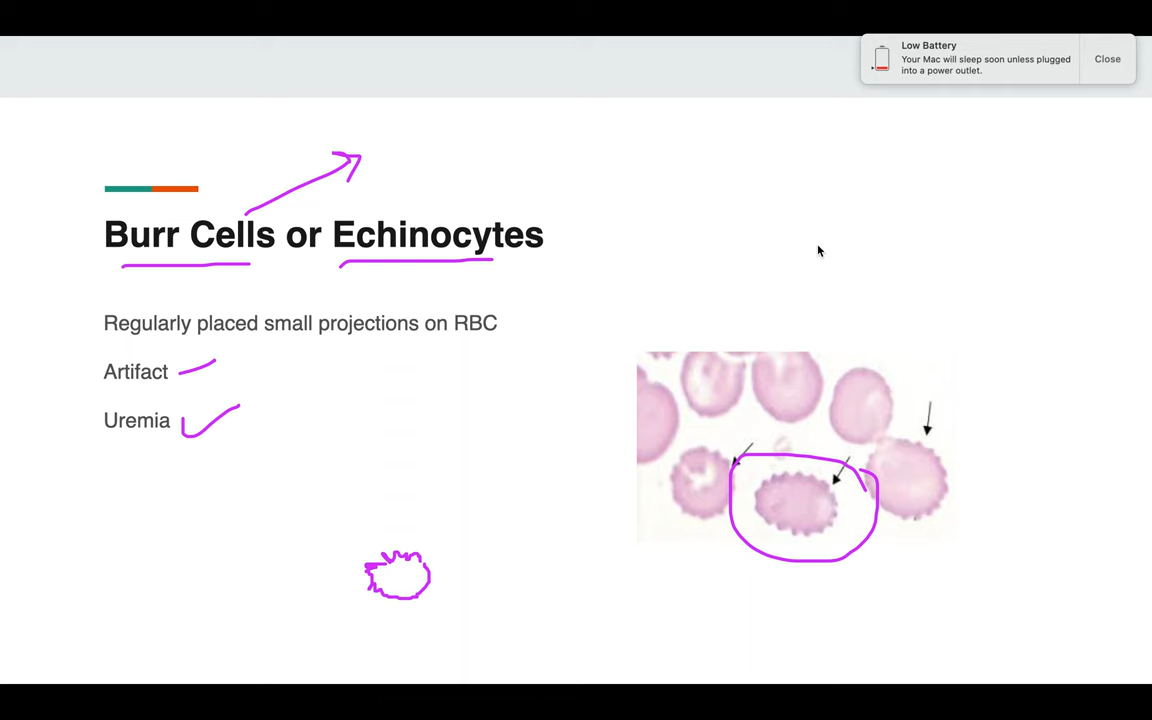 Low Battery
Your Mac will sleep soon unless plugged
into a power outlet.
Close
Burr Cells or Echinocytes
Regularly placed small projections on RBC
Artifact
Uremia